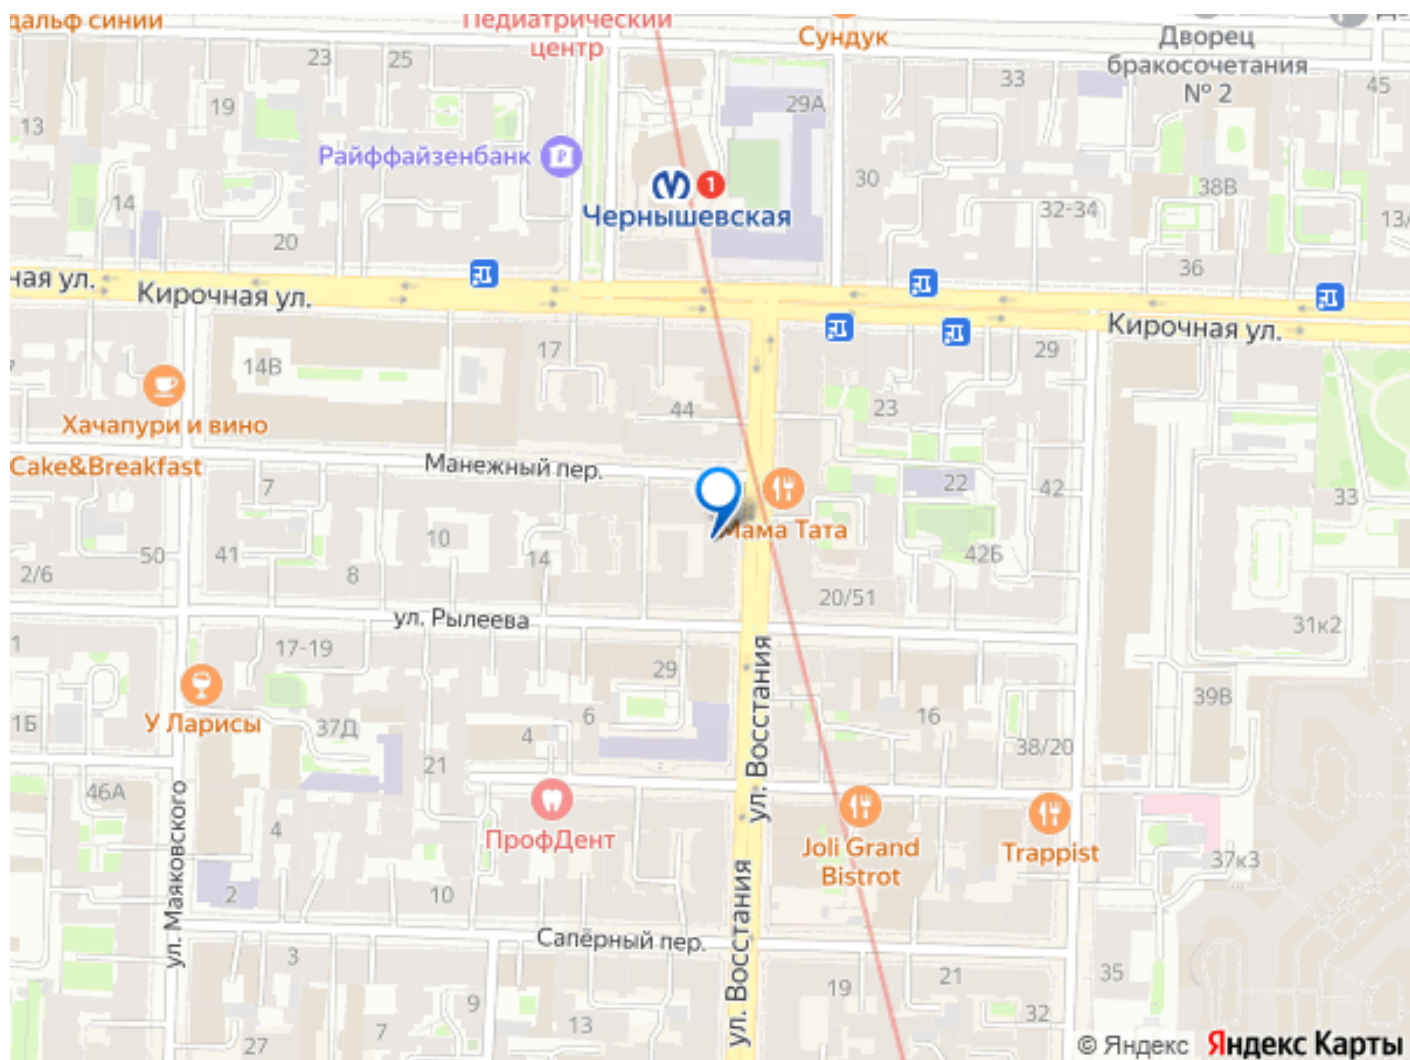 дальф синий
Педиатрический
центр
Сундук
Дворец
бракосочетания
№ 2
23
25
33
45
19
29А
13
Райффайзенбанк
30
38В
1
14
32-34
13/
Чернышевская
20
36
ная ул.
Кирочная ул.
Кирочная ул.
17
29
14В
44
23
Хачапури и вино
Cake&Breakfast
Манежный пер.
7
22
42
33
Мама Тата
10
50
41
14
42Б
2/6
8
20/51
ул. Рылеева
31к2
1
17-19
29
39В
1Б
У Ларисы
37Д
6
16
4
38/20
21
ул. Восстания
46А
ул. Маяковского
4
ПрофДент
Joli Grand
Bistrot
Trappist
37к3
2
10
ул. Восстания
Сапёрный пер.
3
35
21
19
9
32
13
7
27
© Яндекс Яндекс Карты